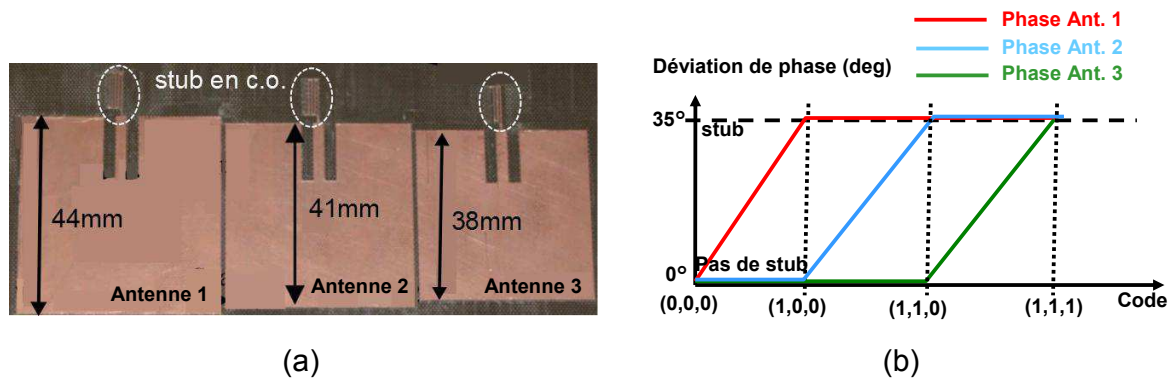 stub en c.o.
44mm
41mm
38mm
Antenne 1
Antenne 2
Antenne 3
(a)
Phase Ant. 1
Phase Ant. 2
Phase Ant. 3
Déviation de phase (deg)
35°
stub
0°
Pas de stub
(0,0,0)
(1,0,0)
(1,1,0)
(1,1,1)
Code
(b)